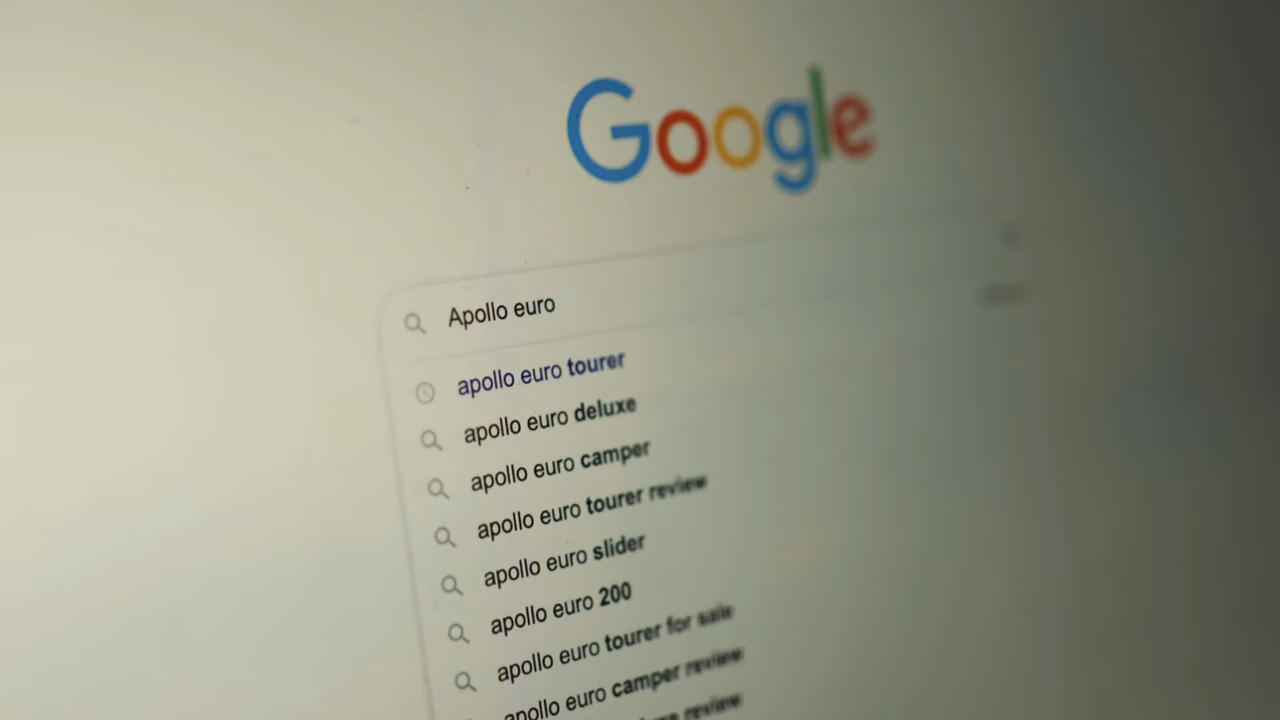 Google
Apollo euro
apollo euro tourer
apollo euro deluxe
apollo euro camper
apollo euro tourer review
apollo euro slider
apollo euro 200
apollo euro tourer for sale
apollo euro camper review
review